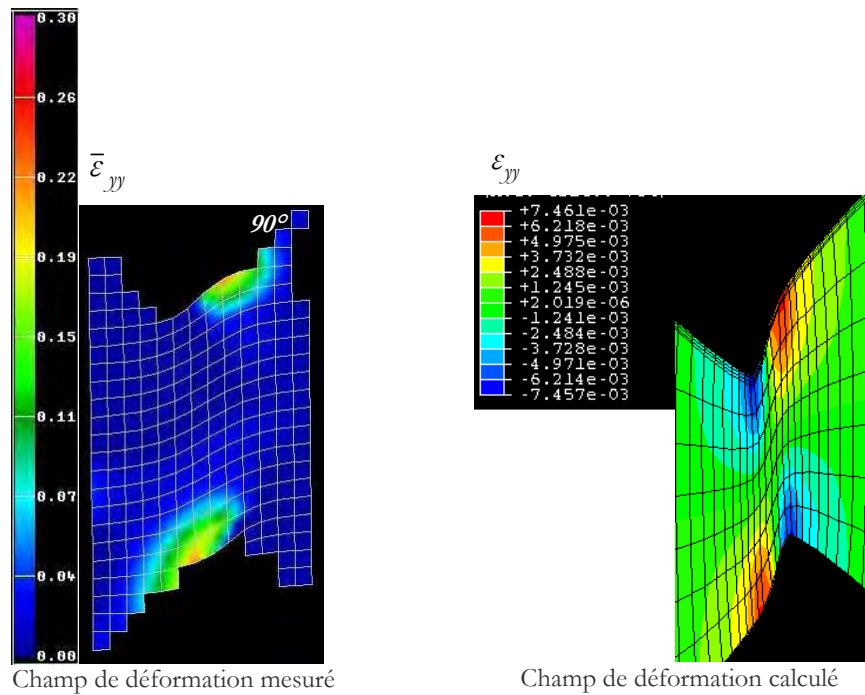 0.30
0.26
0.22
0.19
0.15
0.11
0.07
0.04
0.00
ε̅yy
90°
Champ de déformation mesuré
εyy
+7.461e-03
+6.218e-03
+4.975e-03
+3.732e-03
+2.488e-03
+1.245e-03
+2.019e-06
-1.241e-03
-2.484e-03
-3.728e-03
-4.971e-03
-6.214e-03
-7.457e-03
Champ de déformation calculé